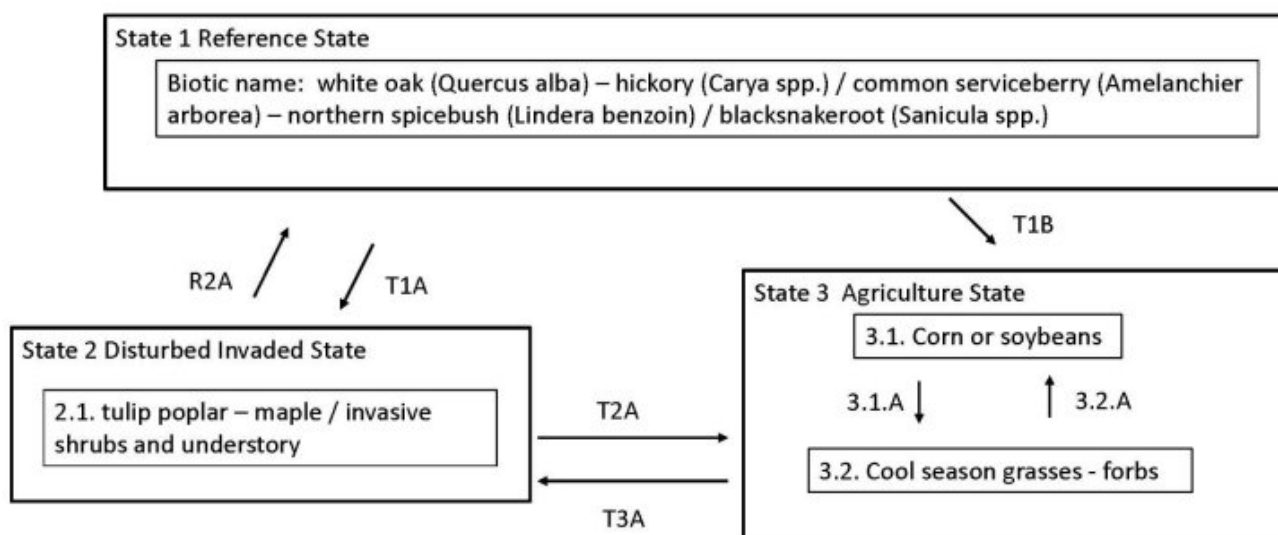 State 1 Reference State
Biotic name: white oak (Quercus alba) – hickory (Carya spp.) / common serviceberry (Amelanchier
arborea) – northern spicebush (Lindera benzoin) / blacksnakeroot (Sanicula spp.)
R2A
T1A
T1B
State 2 Disturbed Invaded State
2.1. tulip poplar – maple / invasive
shrubs and understory
T2A
T3A
State 3 Agriculture State
3.1. Corn or soybeans
3.1.A
3.2.A
3.2. Cool season grasses - forbs